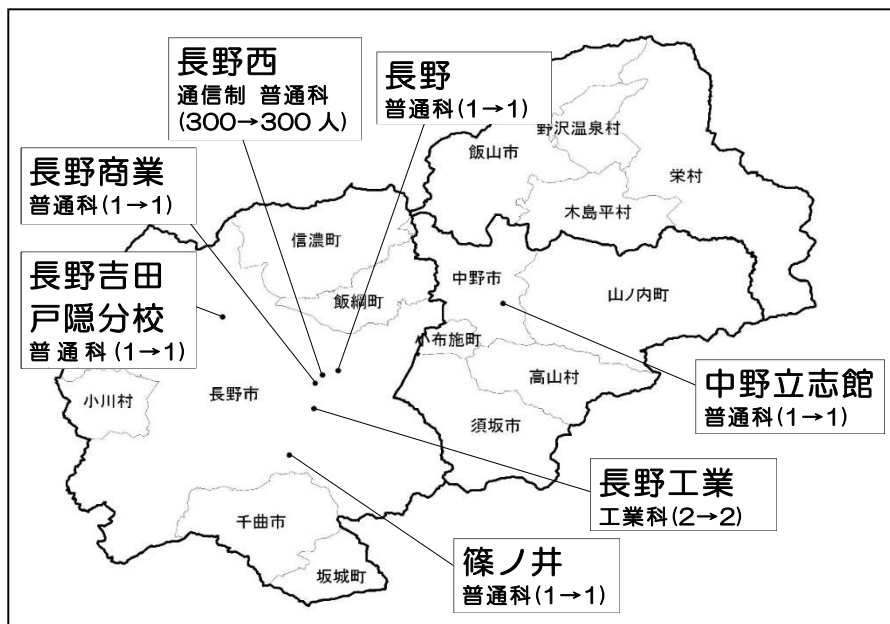 長野西
通信制 普通科
(300→300人)
長野
普通科(1→1)
長野商業
普通科(1→1)
長野吉田
戸隠分校
普通科(1→1)
野沢温泉村
飯山市
栄村
木島平村
信濃町
中野市
飯綱町
山ノ内町
小布施町
高山村
小川村
長野市
須坂市
中野立志館
普通科(1→1)
長野工業
工業科(2→2)
千曲市
坂城町
篠ノ井
普通科(1→1)